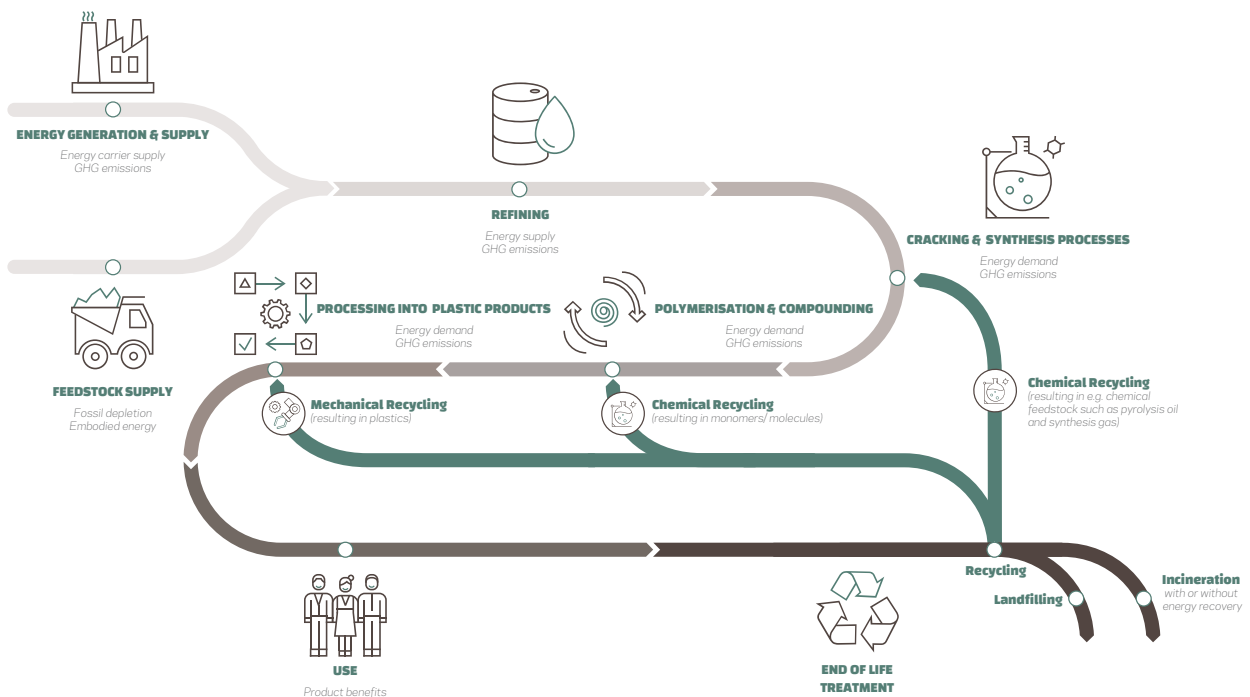 ENERGY GENERATION & SUPPLY
Energy carrier supply
GHG emissions
REFINING
Energy supply
GHG emissions
CRACKING & SYNTHESIS PROCESSES
Energy demand
GHG emissions
FEEDSTOCK SUPPLY
Fossil depletion
Embodied energy
PROCESSING INTO PLASTIC PRODUCTS
Energy demand
GHG emissions
POLYMERISATION & COMPOUNDING
Energy demand
GHG emissions
Mechanical Recycling
(resulting in plastics)
Chemical Recycling
(resulting in monomers/ molecules)
Chemical Recycling
(resulting in e.g. chemical
feedstock such as pyrolysis oil
and synthesis gas)
Recycling
Landfilling
Incineration
with or without
energy recovery
USE
Product benefits
END OF LIFE
TREATMENT